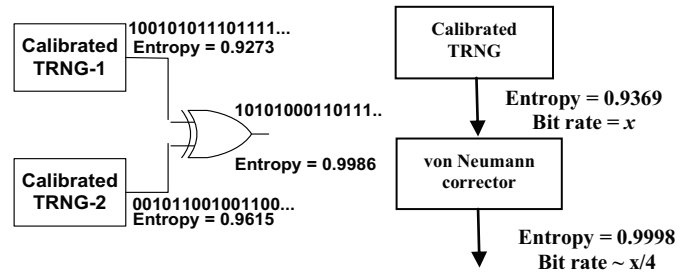 100101011101111...
Calibrated
TRNG-1
Entropy = 0.9273
10101000110111..
Entropy = 0.9986
Calibrated
TRNG-2
001011001001100...
Entropy = 0.9615
Calibrated
TRNG
Entropy = 0.9369
Bit rate = x
von Neumann
corrector
Entropy = 0.9998
Bit rate ~ x/4